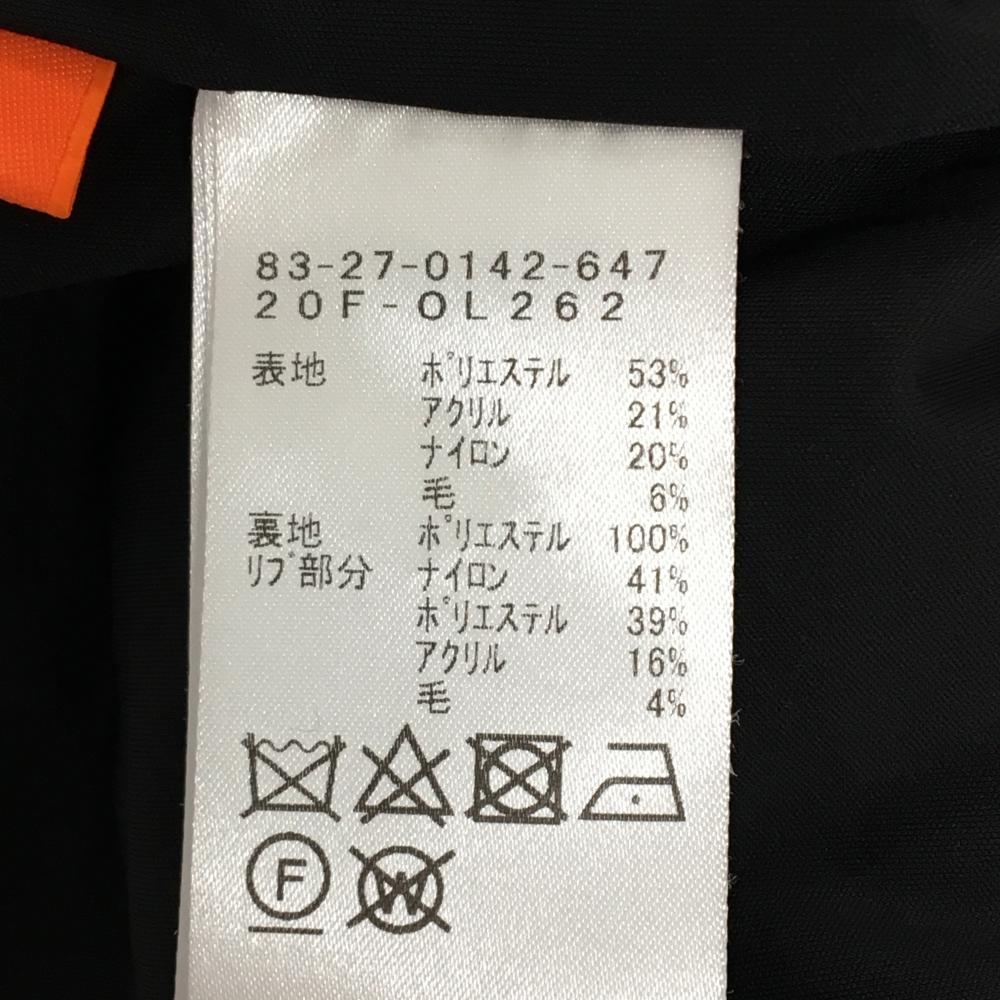 83-27-0142-647
20F-OL262
表地 ポリエステル 53%
アクリル 21%
ナイロン 20%
毛 6%
裏地 ポリエステル 100%
リブ部分 ナイロン 41%
ポリエステル 39%
アクリル 16%
毛 4%
F W